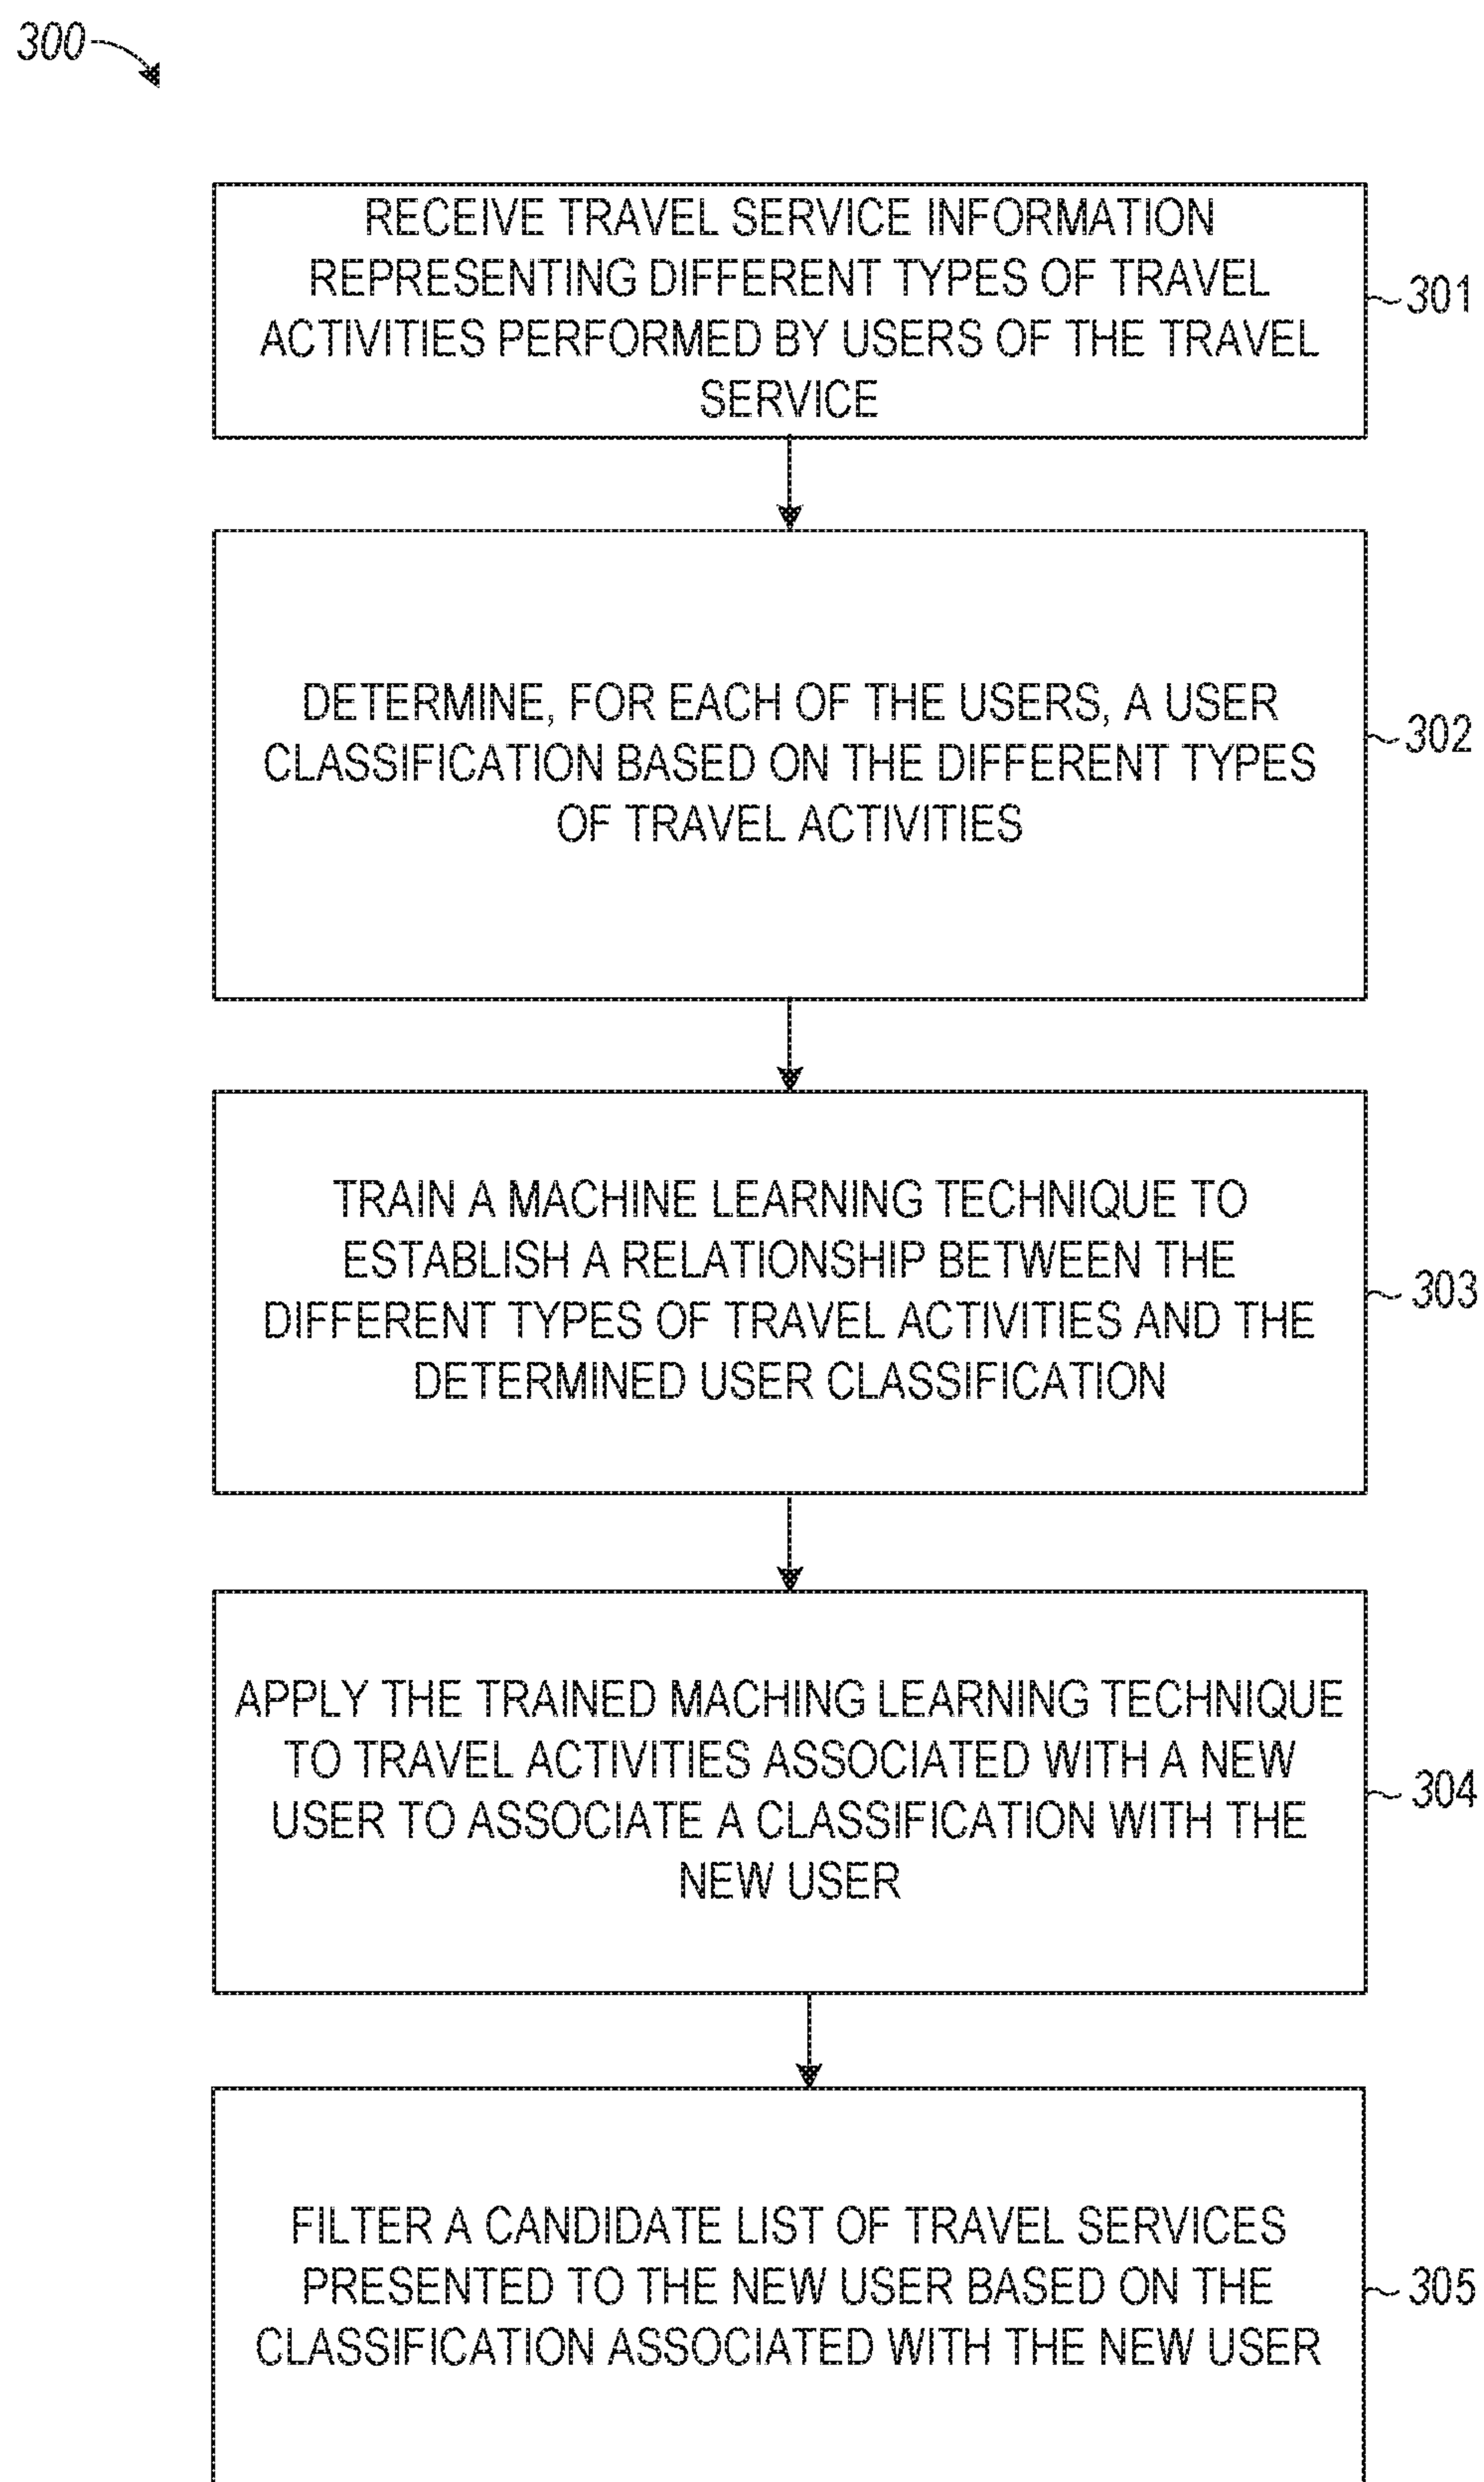 300
RECEIVE TRAVEL SERVICE INFORMATION
REPRESENTING DIFFERENT TYPES OF TRAVEL
ACTIVITIES PERFORMED BY USERS OF THE TRAVEL
SERVICE
301
DETERMINE, FOR EACH OF THE USERS, A USER
CLASSIFICATION BASED ON THE DIFFERENT TYPES
OF TRAVEL ACTIVITIES
302
TRAIN A MACHINE LEARNING TECHNIQUE TO
ESTABLISH A RELATIONSHIP BETWEEN THE
DIFFERENT TYPES OF TRAVEL ACTIVITIES AND THE
DETERMINED USER CLASSIFICATION
303
APPLY THE TRAINED MACHING LEARNING TECHNIQUE
TO TRAVEL ACTIVITIES ASSOCIATED WITH A NEW
USER TO ASSOCIATE A CLASSIFICATION WITH THE
NEW USER
304
FILTER A CANDIDATE LIST OF TRAVEL SERVICES
PRESENTED TO THE NEW USER BASED ON THE
CLASSIFICATION ASSOCIATED WITH THE NEW USER
305